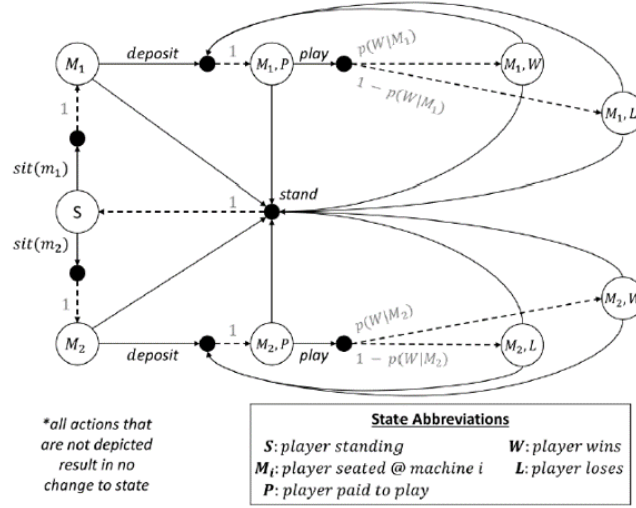 deposit 1 play p(W|M₁)
M₁ M₁, P M₁, W
1 − p(W|M₁)
M₁, L
1
sit(m₁)
stand
S 1
sit(m₂)
M₂, W
1 p(W|M₂)
1
M₂ M₂, P M₂, L
deposit play 1 − p(W|M₂)
*all actions that
are not depicted
result in no
change to state
State Abbreviations
S: player standing W: player wins
Mᵢ: player seated @ machine i L: player loses
P: player paid to play